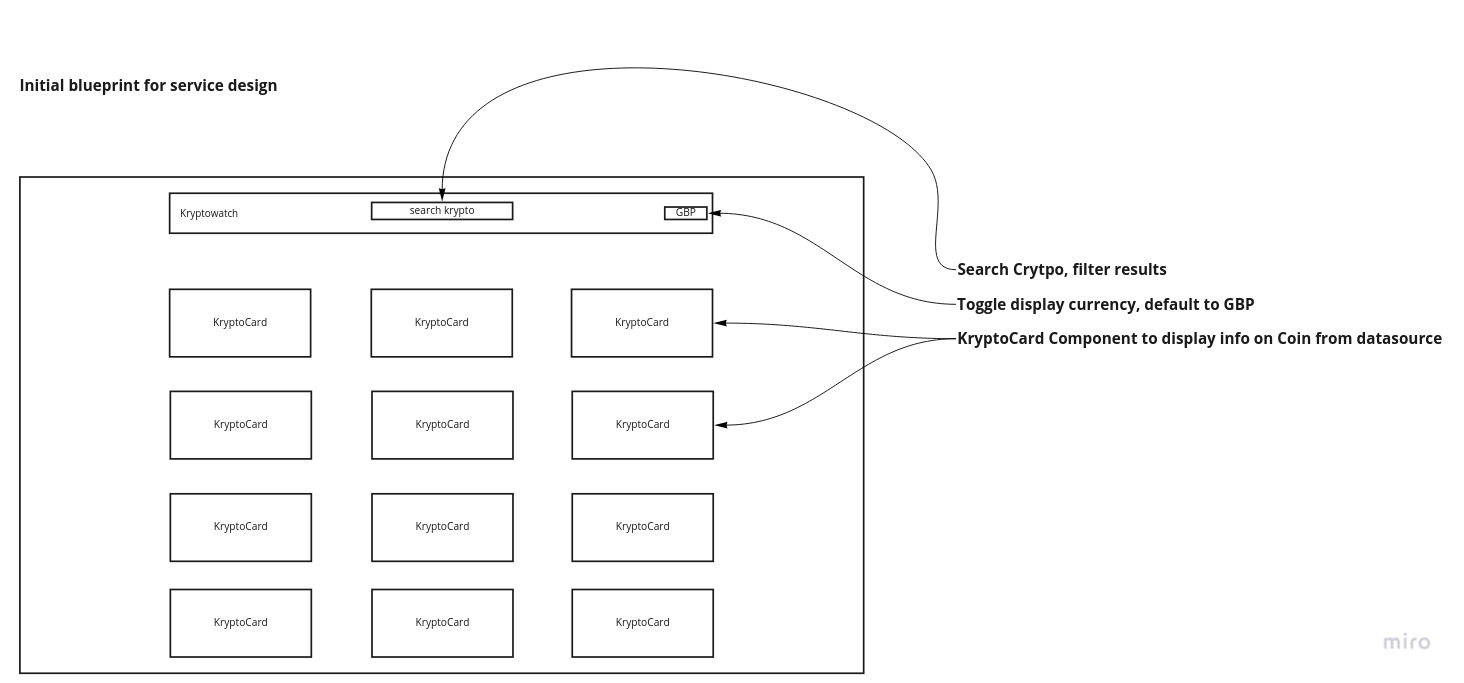 Initial blueprint for service design
Kryptowatch
search krypto
GBP
Search Crytpo, filter results
Toggle display currency, default to GBP
KryptoCard Component to display info on Coin from datasource
KryptoCard
KryptoCard
KryptoCard
KryptoCard
KryptoCard
KryptoCard
KryptoCard
KryptoCard
KryptoCard
KryptoCard
KryptoCard
KryptoCard
miro